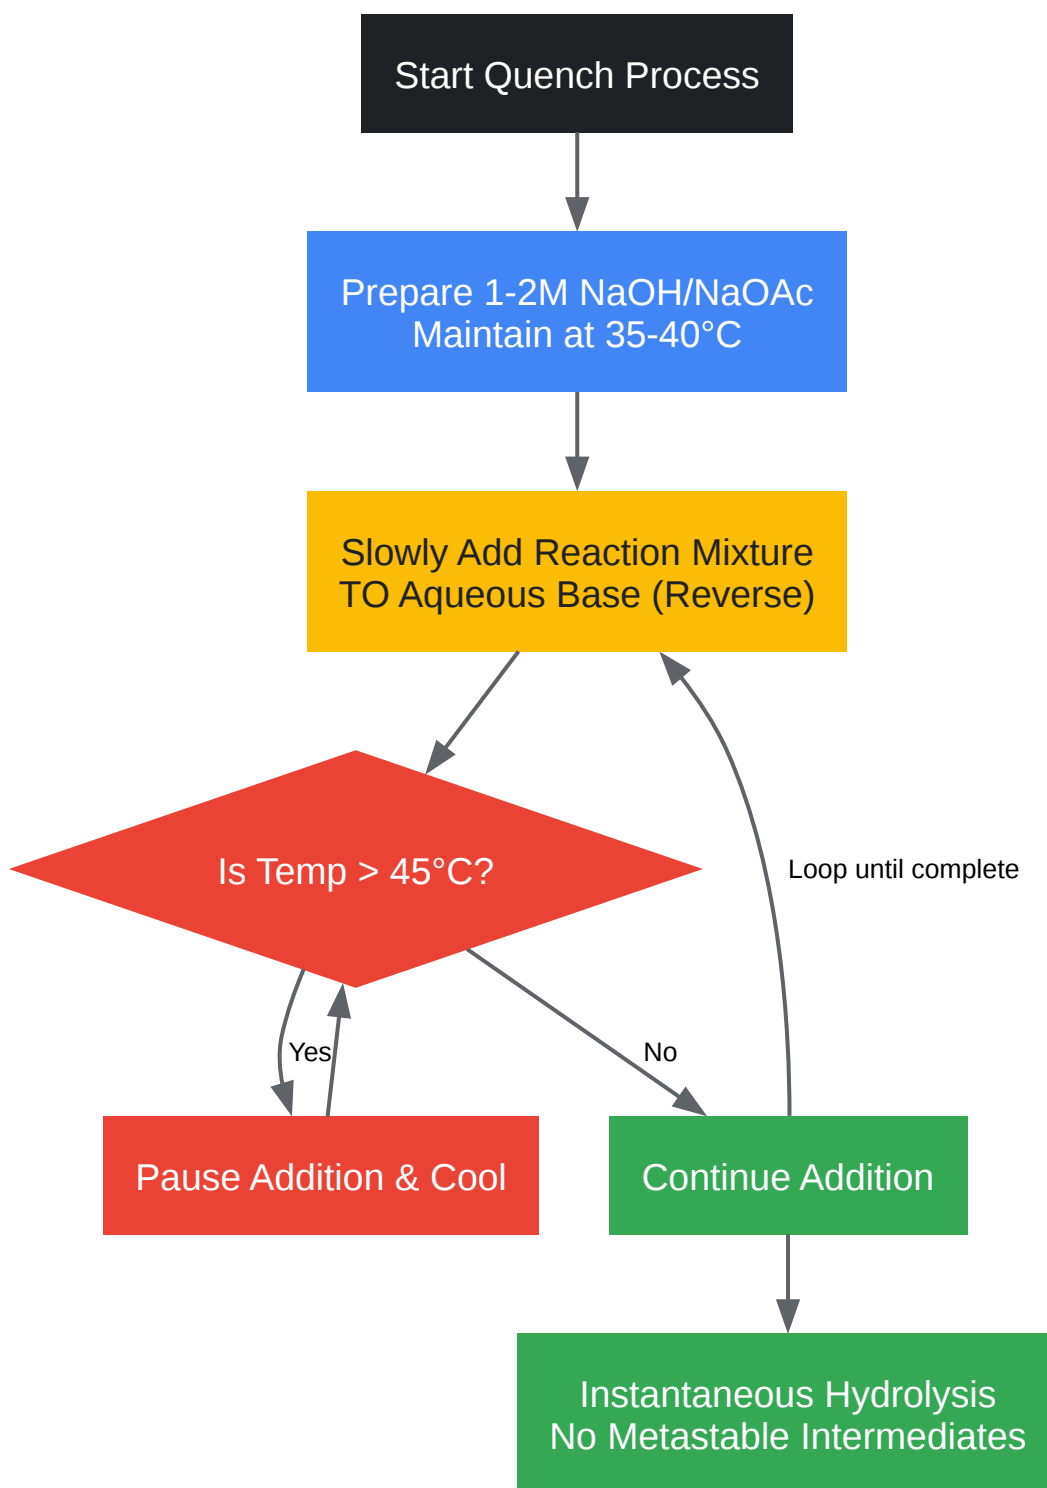 Start Quench Process
Prepare 1-2M NaOH/NaOAc
Maintain at 35-40°C
Slowly Add Reaction Mixture
TO Aqueous Base (Reverse)
Is Temp > 45°C?
Loop until complete
Yes
No
Pause Addition & Cool
Continue Addition
Instantaneous Hydrolysis
No Metastable Intermediates